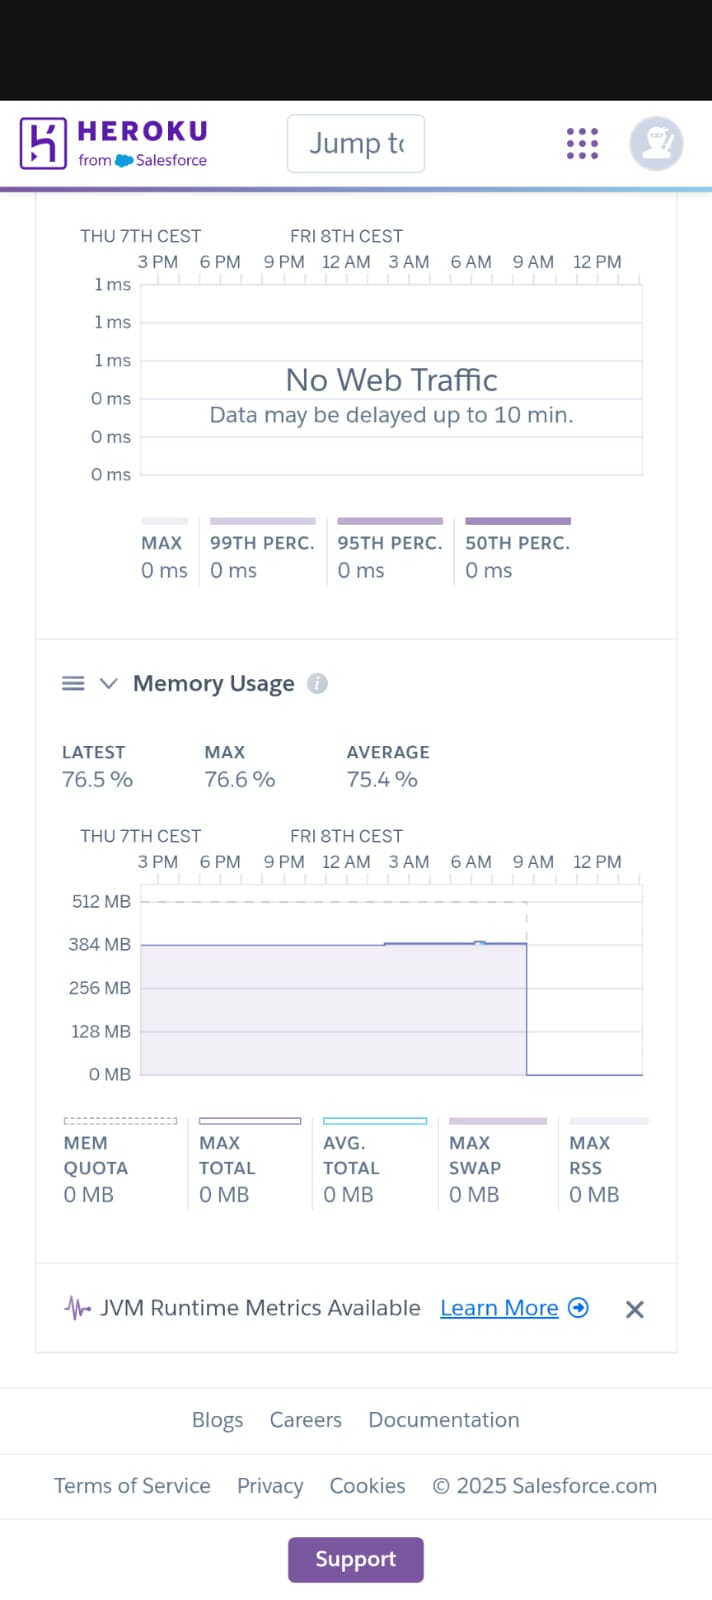 HEROKU
from Salesforce
Jump to
THU 7TH CEST FRI 8TH CEST
3 PM 6 PM 9 PM 12 AM 3 AM 6 AM 9 AM 12 PM
1 ms
1 ms
1 ms
0 ms
0 ms
0 ms
No Web Traffic
Data may be delayed up to 10 min.
MAX 99TH PERC. 95TH PERC. 50TH PERC.
0 ms 0 ms 0 ms 0 ms
Memory Usage
LATEST MAX AVERAGE
76.5 % 76.6 % 75.4 %
THU 7TH CEST FRI 8TH CEST
3 PM 6 PM 9 PM 12 AM 3 AM 6 AM 9 AM 12 PM
512 MB
384 MB
256 MB
128 MB
0 MB
MEM QUOTA
0 MB
MAX TOTAL
0 MB
AVG. TOTAL
0 MB
MAX SWAP
0 MB
MAX RSS
0 MB
JVM Runtime Metrics Available Learn More
Blogs Careers Documentation
Terms of Service Privacy Cookies © 2025 Salesforce.com
Support